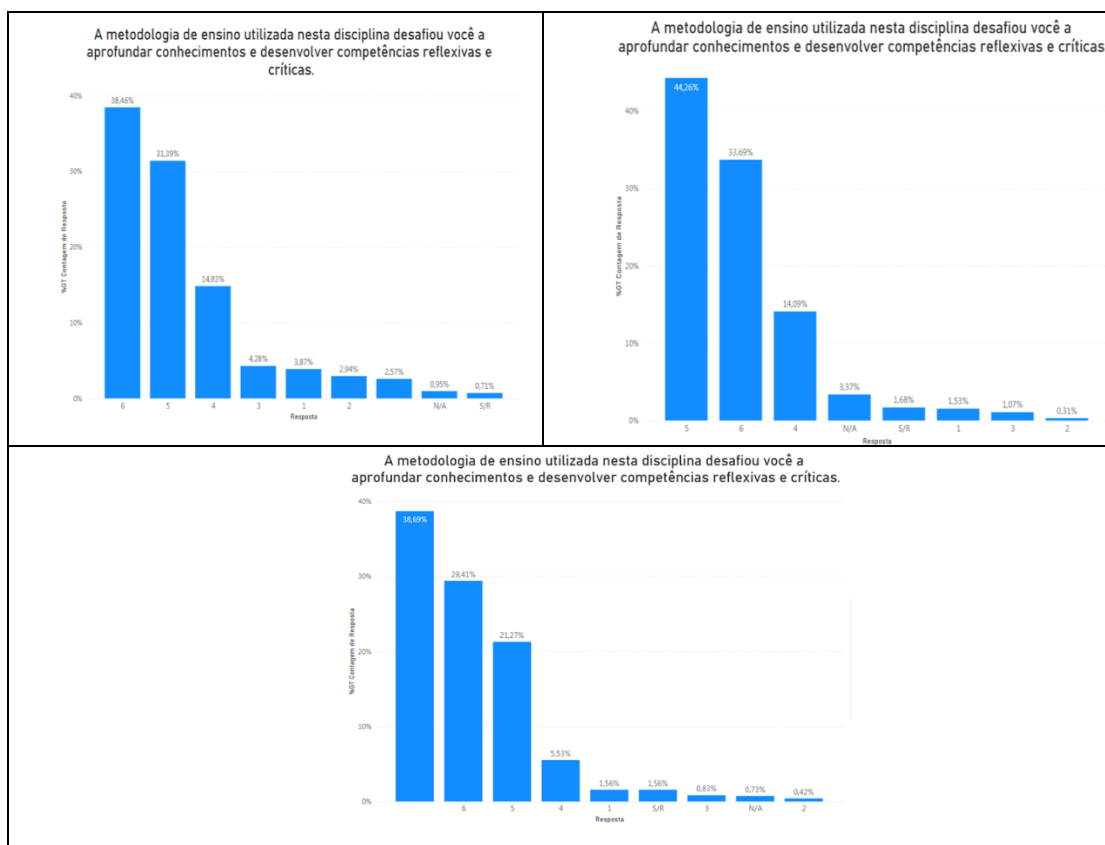 A metodologia de ensino utilizada nesta disciplina desafiou você a
aprofundar conhecimentos e desenvolver competências reflexivas e
críticas.
40%
30%
20%
10%
0%
%GT Contagem de Resposta
38,46%
31,39%
14,83%
4,28%
3,87%
2,94%
2,57%
0,95%
0,71%
6 5 4 3 1 2 N/A S/R
Resposta
A metodologia de ensino utilizada nesta disciplina desafiou você a
aprofundar conhecimentos e desenvolver competências reflexivas e críticas
40%
30%
20%
10%
0%
%GT Contagem de Resposta
44,26%
33,69%
14,09%
3,37%
1,68%
1,53%
1,07%
0,31%
5 6 4 N/A S/R 1 3 2
Resposta
A metodologia de ensino utilizada nesta disciplina desafiou você a
aprofundar conhecimentos e desenvolver competências reflexivas e críticas.
40%
30%
20%
10%
0%
%GT Contagem de Resposta
38,69%
29,41%
21,27%
5,53%
1,56%
1,56%
0,83%
0,73%
0,42%
6 5 4 1 S/R 3 N/A 2
Resposta